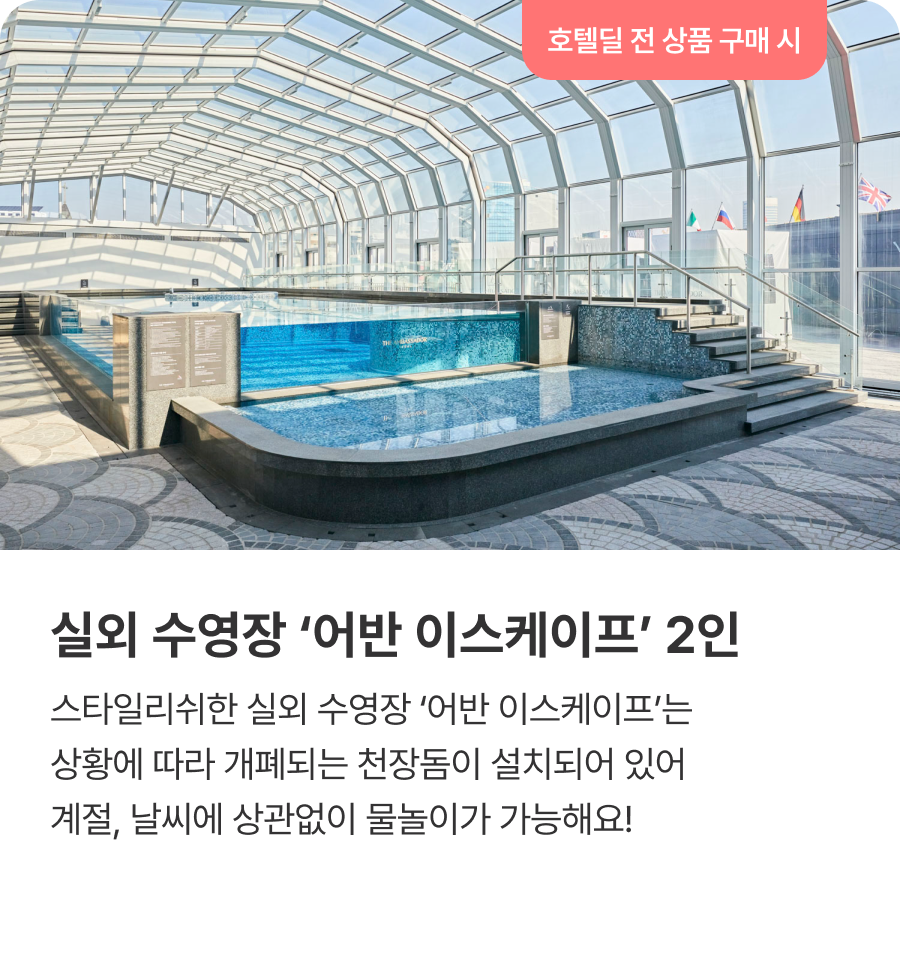 호텔딜 전 상품 구매 시
실외 수영장 ‘어반 이스케이프’ 2인
스타일리쉬한 실외 수영장 ‘어반 이스케이프’는
상황에 따라 개폐되는 천장돔이 설치되어 있어
계절, 날씨에 상관없이 물놀이가 가능해요!